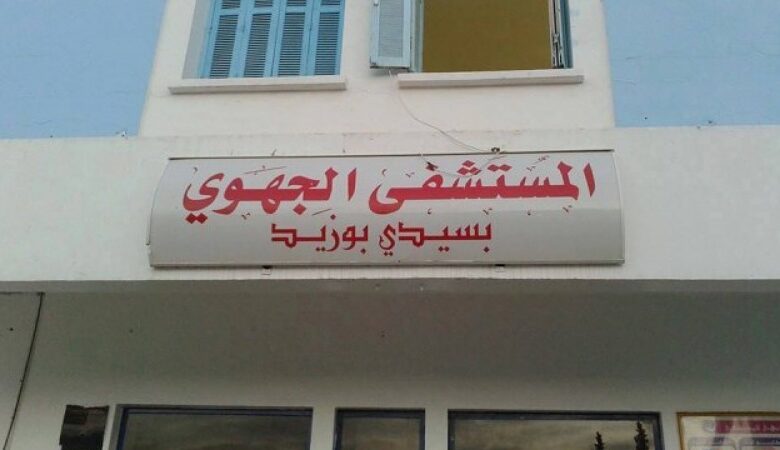 المستشفى الجهوي
بسيدي بوزيد